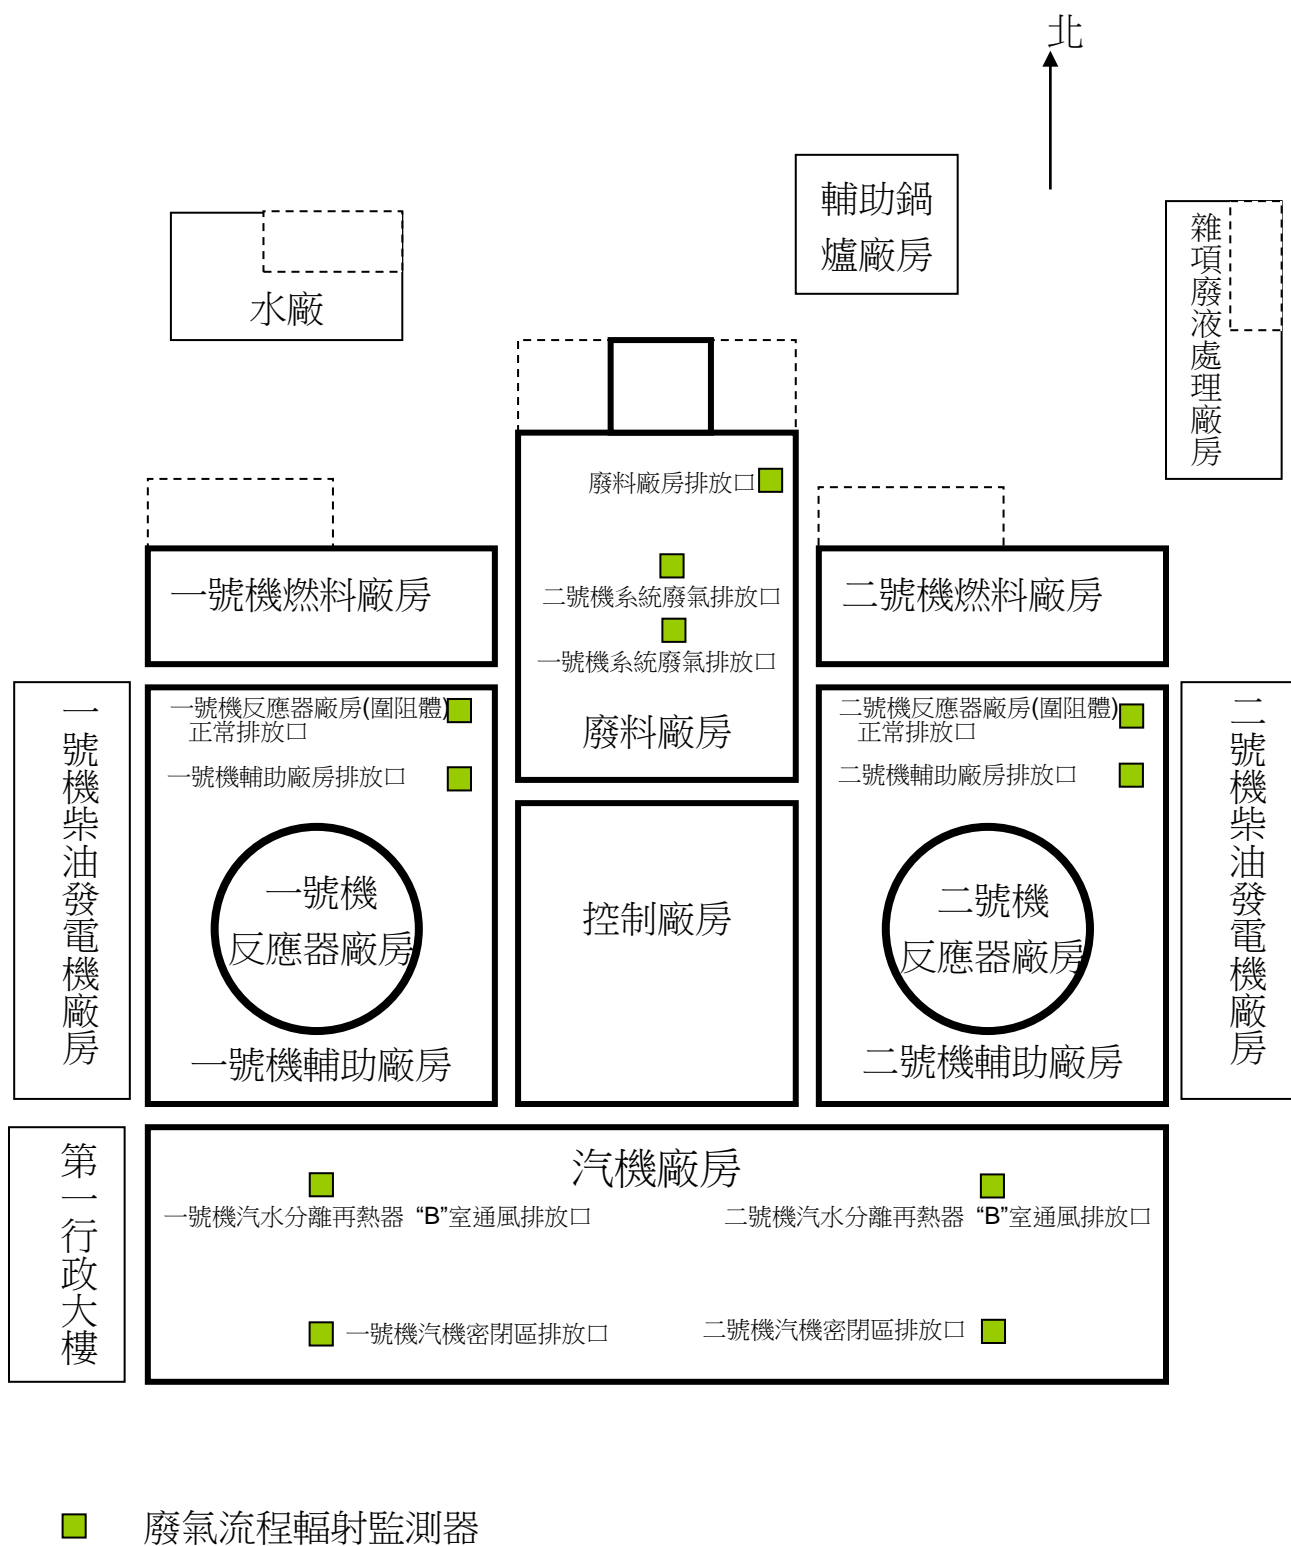 北
輔助鍋
爐廠房
水廠
雜項廢液處理廠房
廢料廠房排放口
二號機系統廢氣排放口
一號機系統廢氣排放口
廢料廠房
一號機燃料廠房
二號機燃料廠房
一號機柴油發電機廠房
一號機反應器廠房(圍阻體)
正常排放口
一號機輔助廠房排放口
一號機
反應器廠房
一號機輔助廠房
控制廠房
二號機反應器廠房(圍阻體)
正常排放口
二號機輔助廠房排放口
二號機
反應器廠房
二號機輔助廠房
二號機柴油發電機廠房
第一行政大樓
汽機廠房
一號機汽水分離再熱器 “B”室通風排放口
二號機汽水分離再熱器 “B”室通風排放口
一號機汽機密閉區排放口
二號機汽機密閉區排放口
廢氣流程輻射監測器